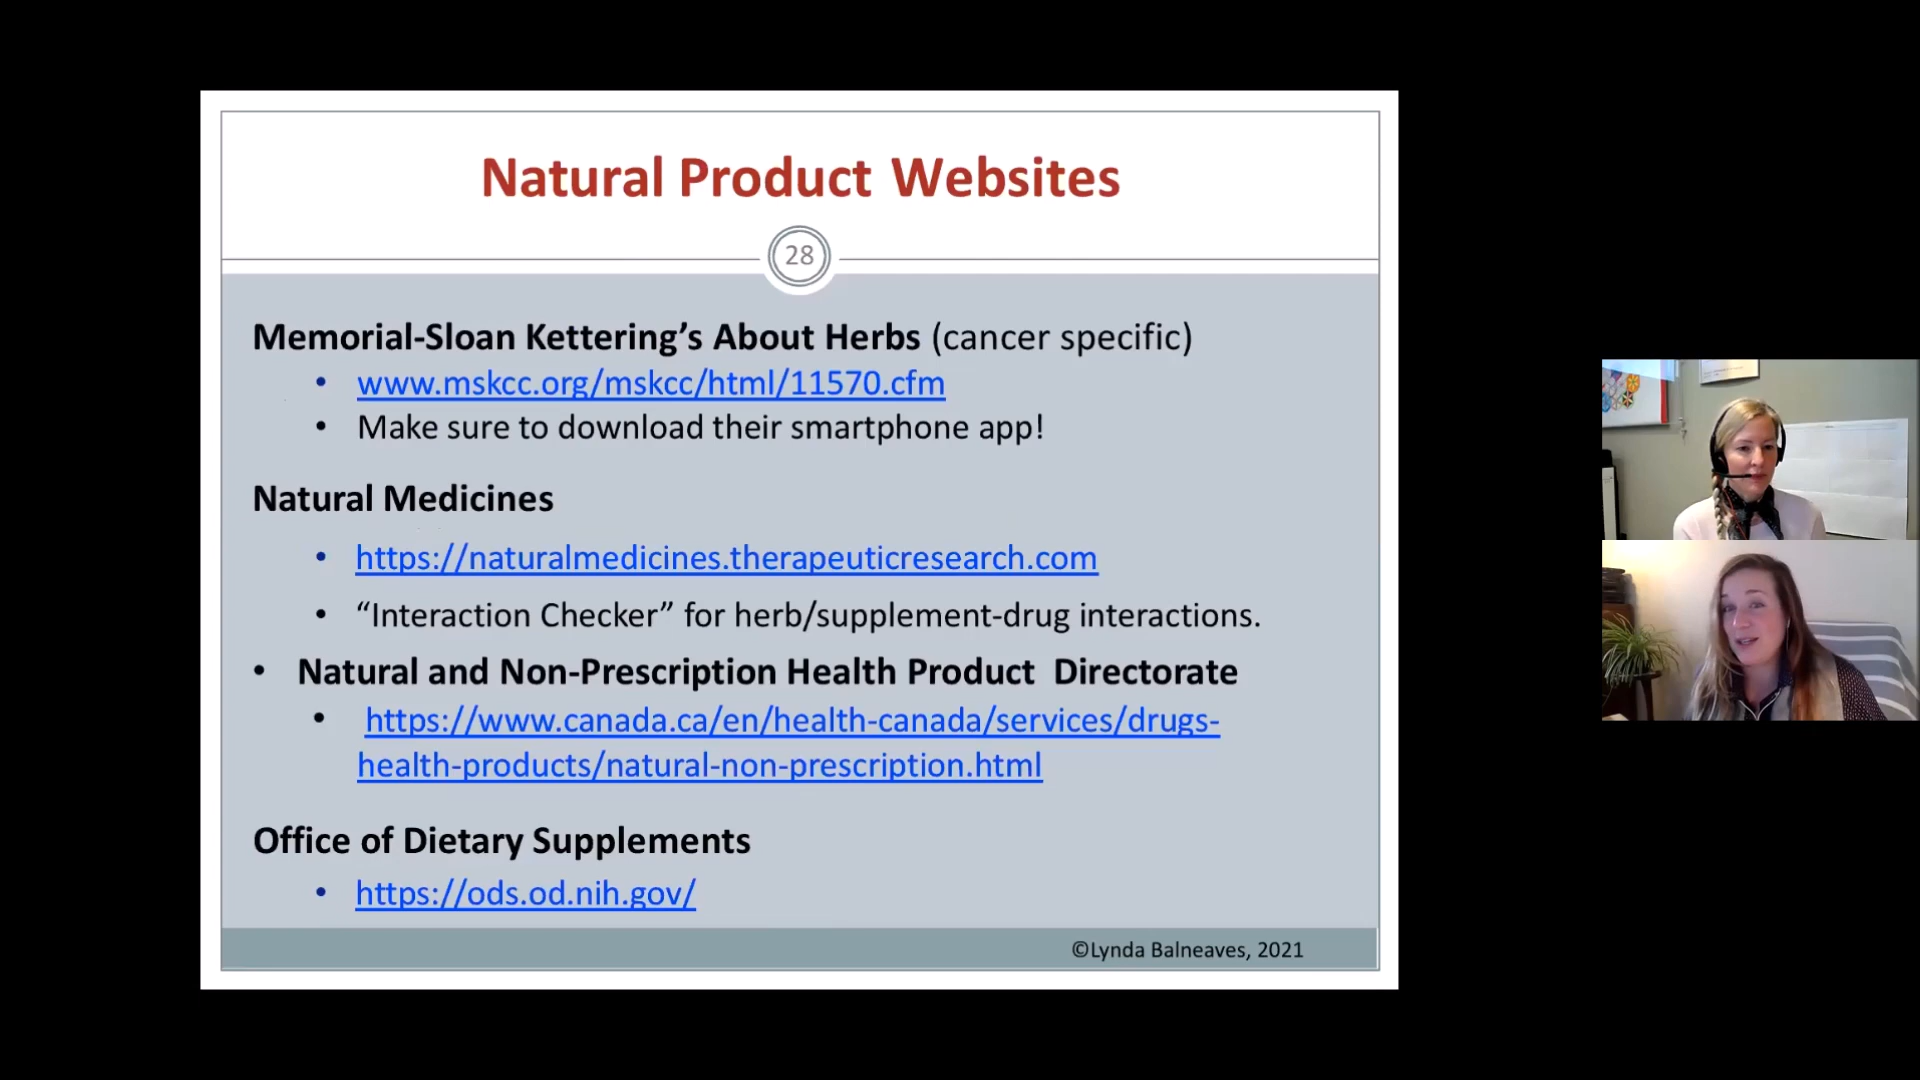 Natural Product Websites
28
Memorial-Sloan Kettering’s About Herbs (cancer specific)
• www.mskcc.org/mskcc/html/11570.cfm
• Make sure to download their smartphone app!
Natural Medicines
• https://naturalmedicines.therapeuticresearch.com
• “Interaction Checker” for herb/supplement-drug interactions.
• Natural and Non-Prescription Health Product Directorate
• https://www.canada.ca/en/health-canada/services/drugs-
health-products/natural-non-prescription.html
Office of Dietary Supplements
• https://ods.od.nih.gov/
©Lynda Balneaves, 2021